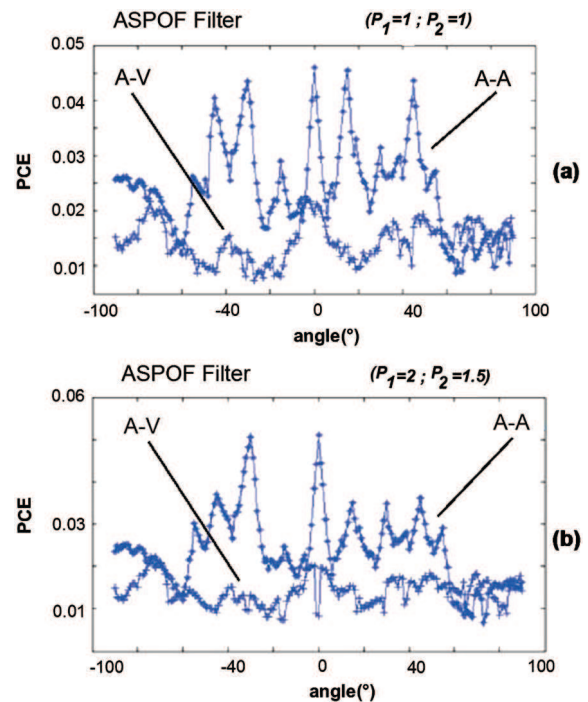 ASPOF Filter (P1=1 ; P2=1)
0.05
A-V
0.04
A-A
0.03
PCE
(a)
0.02
0.01
-100 -40 0 40 100
angle(°)
ASPOF Filter (P1=2 ; P2=1.5)
0.06
A-V
A-A
PCE
0.03
(b)
0.01
-100 -40 0 40 100
angle(°)